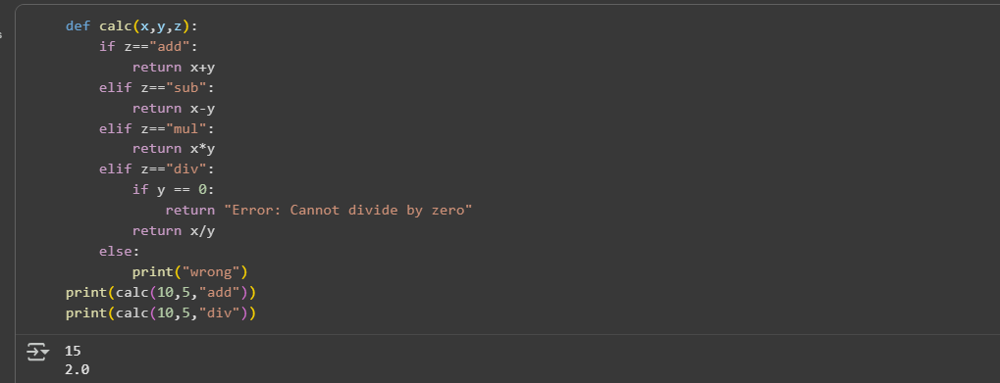 def calc(x,y,z):
    if z=="add":
        return x+y
    elif z=="sub":
        return x-y
    elif z=="mul":
        return x*y
    elif z=="div":
        if y == 0:
            return "Error: Cannot divide by zero"
        return x/y
    else:
        print("wrong")
print(calc(10,5,"add"))
print(calc(10,5,"div"))
15
2.0